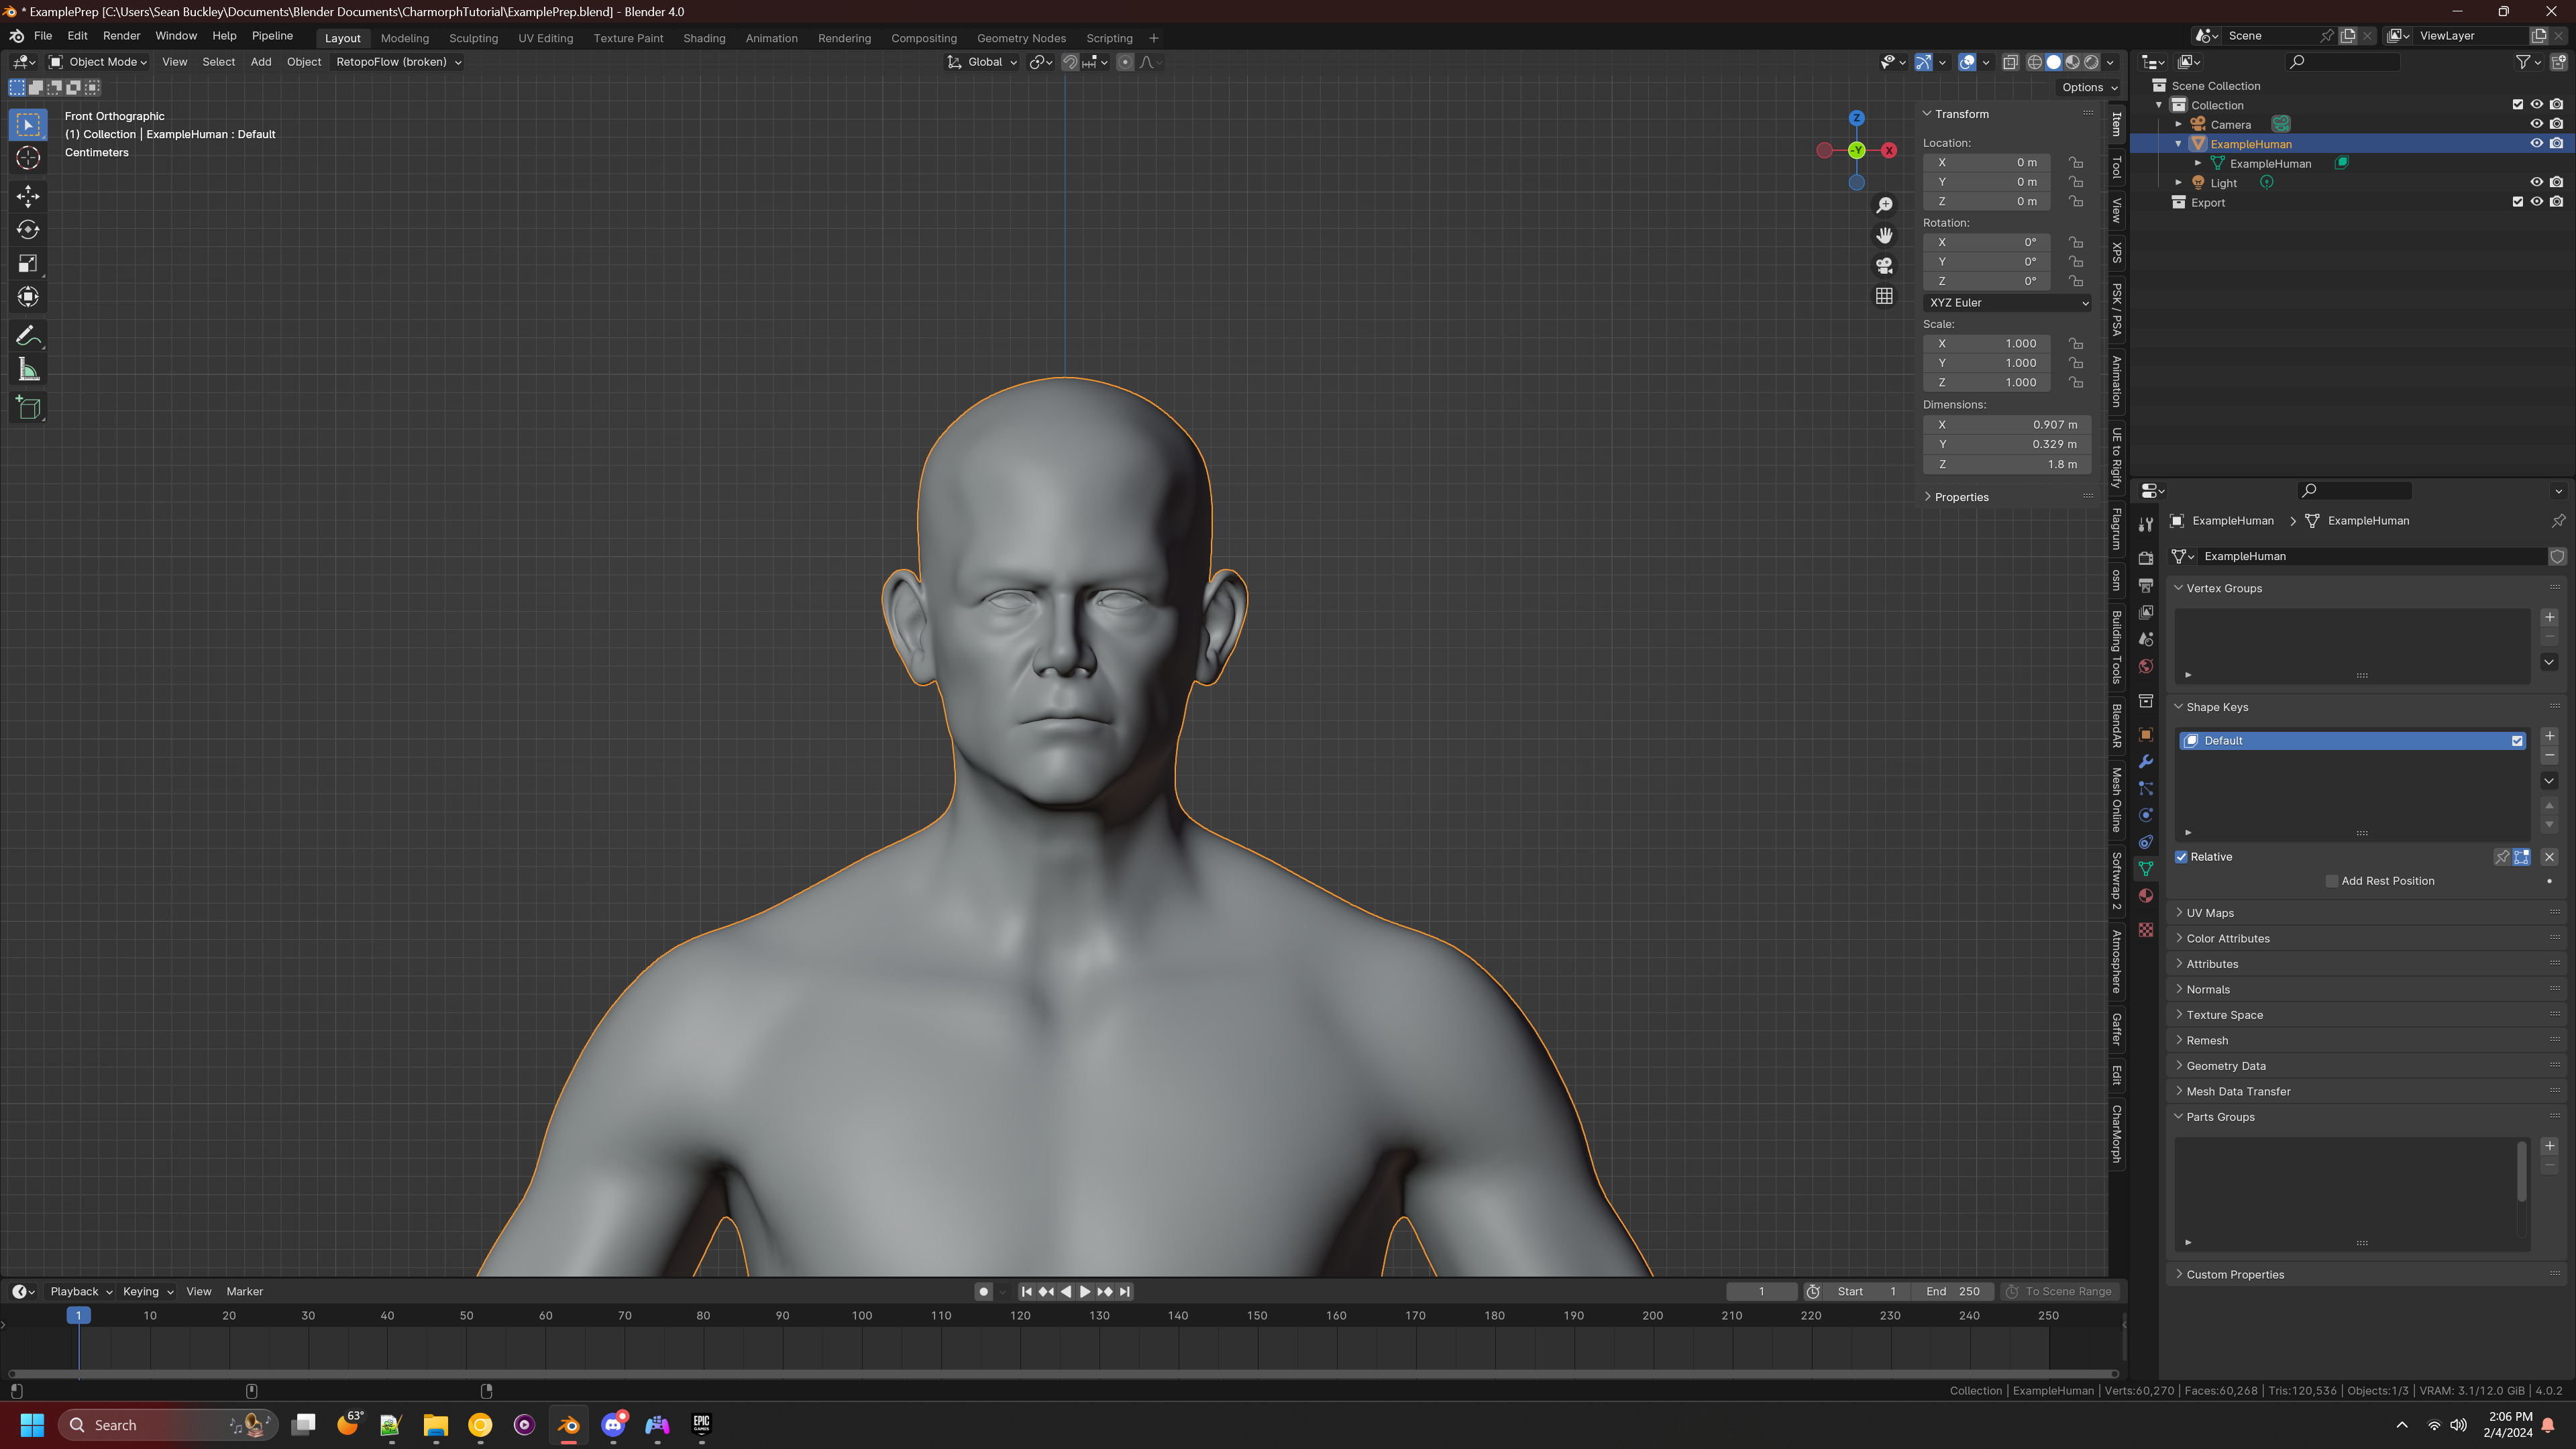 * ExamplePrep [C:\Users\Sean Buckley\Documents\Blender Documents\CharmorphTutorial\ExamplePrep.blend] - Blender 4.0
File Edit Render Window Help Pipeline Layout Modeling Sculpting UV Editing Texture Paint Shading Animation Rendering Compositing Geometry Nodes Scripting + Scene ViewLayer
Object Mode View Select Add Object RetopoFlow (broken) Global
Options
Front Orthographic
(1) Collection | ExampleHuman : Default
Centimeters
Z
-Y
X
Transform
Location:
X 0 m
Y 0 m
Z 0 m
Rotation:
X 0°
Y 0°
Z 0°
XYZ Euler
Scale:
X 1.000
Y 1.000
Z 1.000
Dimensions:
X 0.907 m
Y 0.329 m
Z 1.8 m
Properties
Item
Tool
View
XPS
PSK / PSA
Animation
UE to Rigify
Flagrum
osm
Building Tools
BlendAR
Mesh Online
Softwrap 2
Atmosphere
Gaffer
Edit
CharMorph
Scene Collection
Collection
Camera
ExampleHuman
ExampleHuman
Light
Export
ExampleHuman > ExampleHuman
ExampleHuman
Vertex Groups
Shape Keys
Default
Relative
Add Rest Position
UV Maps
Color Attributes
Attributes
Normals
Texture Space
Remesh
Geometry Data
Mesh Data Transfer
Parts Groups
Custom Properties
Playback Keying View Marker 1 Start 1 End 250 To Scene Range
1 10 20 30 40 50 60 70 80 90 100 110 120 130 140 150 160 170 180 190 200 210 220 230 240 250
Collection | ExampleHuman | Verts:60,270 | Faces:60,268 | Tris:120,536 | Objects:1/3 | VRAM: 3.1/12.0 GiB | 4.0.2
Search
63°
EPIC
GAMES
2:06 PM
2/4/2024